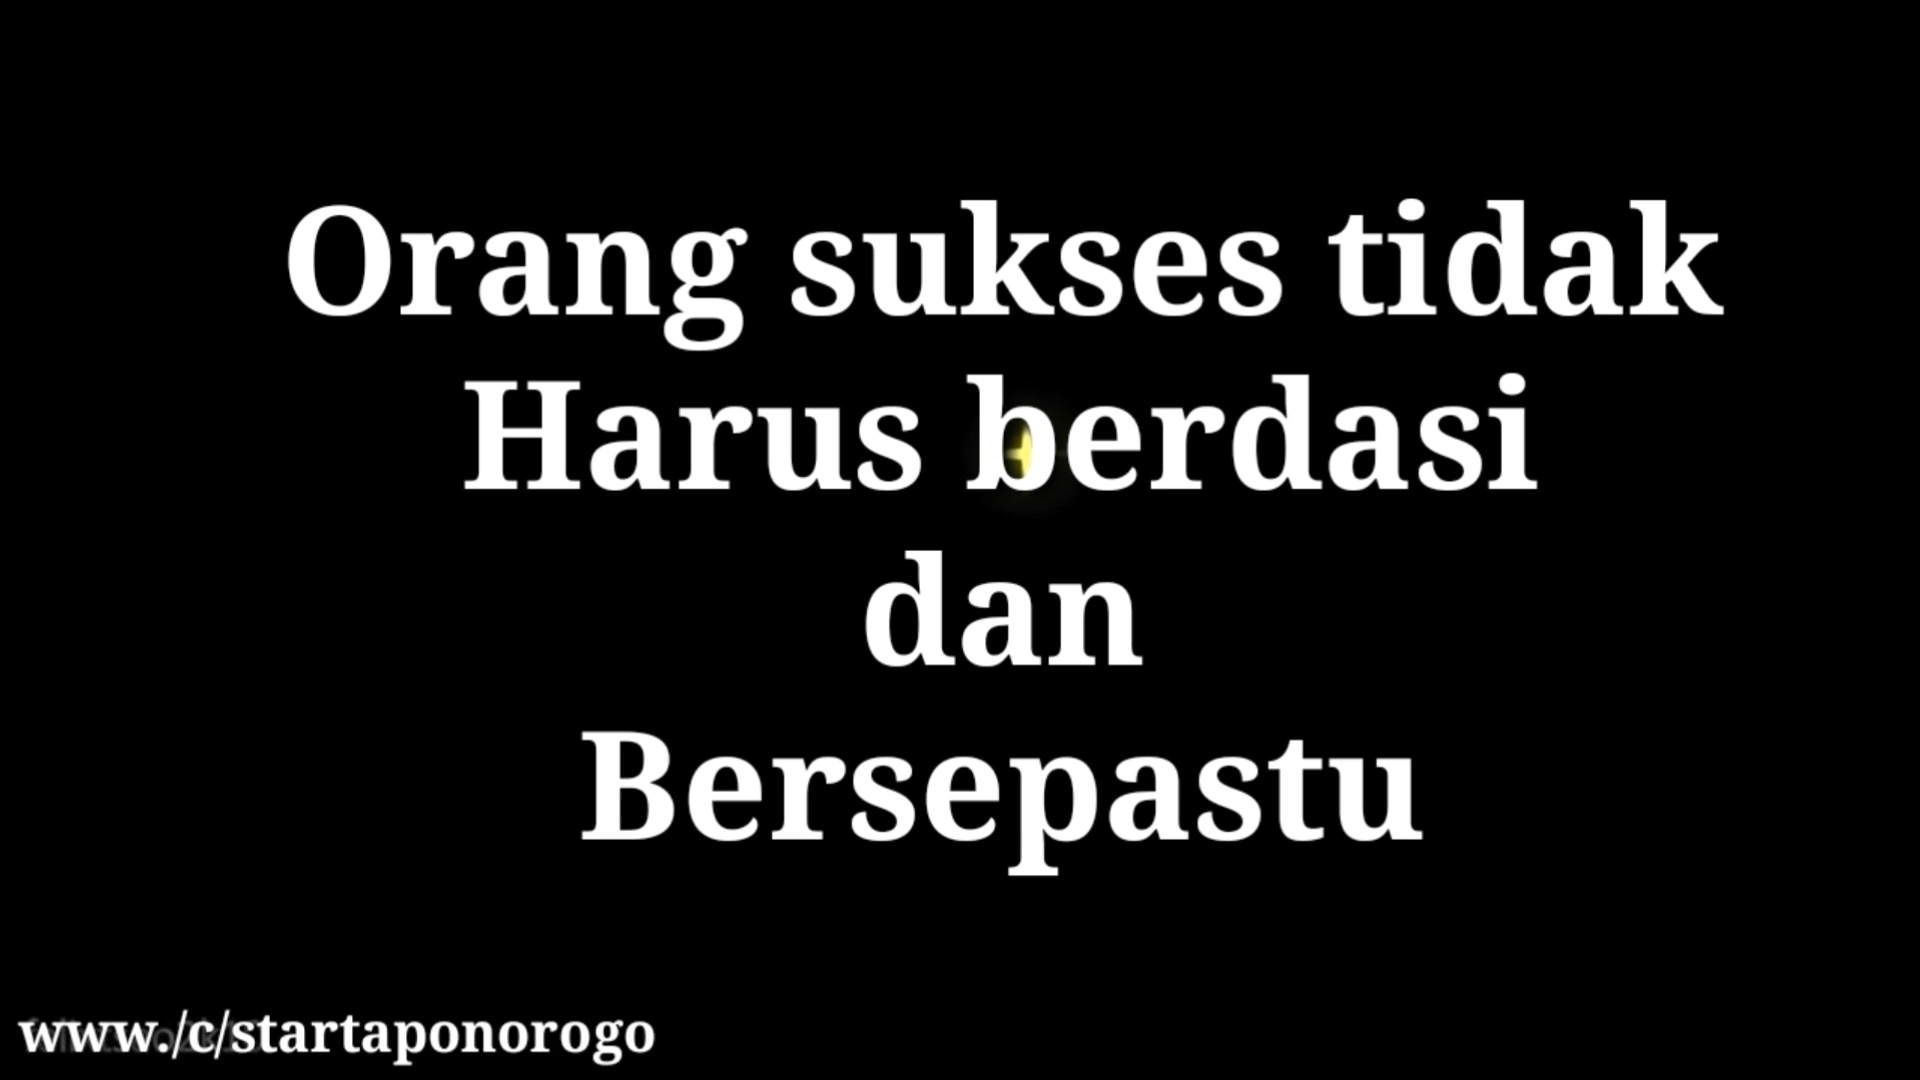 Orang sukses tidak
Harus berdasi
dan
Bersepastu
www./c/startaponorogo